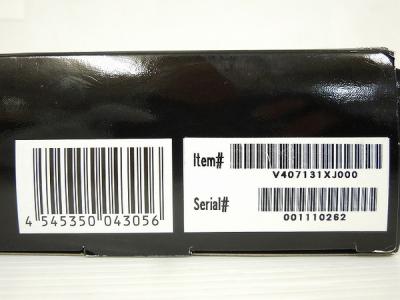 4 545350 043056
Item#
V407131XJ000
Serial#
001110262